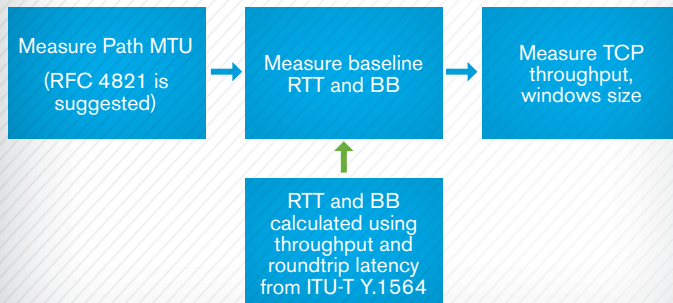 Measure Path MTU
(RFC 4821 is
suggested)
Measure baseline
RTT and BB
Measure TCP
throughput,
windows size
RTT and BB
calculated using
throughput and
roundtrip latency
from ITU-T Y.1564